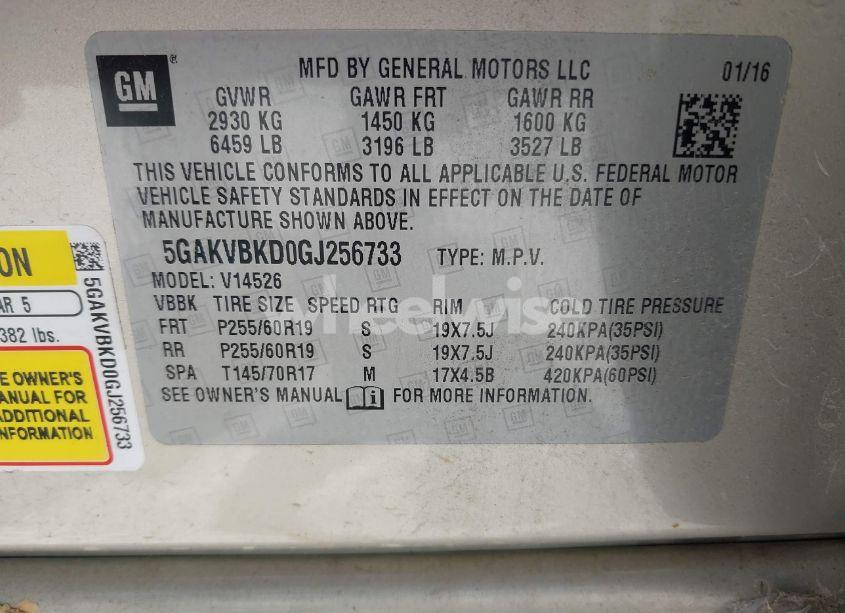 GM
MFD BY GENERAL MOTORS LLC 01/16
GVWR GAWR FRT GAWR RR
2930 KG 1450 KG 1600 KG
6459 LB 3196 LB 3527 LB
THIS VEHICLE CONFORMS TO ALL APPLICABLE U.S. FEDERAL MOTOR
VEHICLE SAFETY STANDARDS IN EFFECT ON THE DATE OF
MANUFACTURE SHOWN ABOVE.
5GAKVBKD0GJ256733 TYPE: M.P.V.
MODEL: V14526
VBBK TIRE SIZE SPEED RTG RIM COLD TIRE PRESSURE
FRT P255/60R19 S 19X7.5J 240KPA(35PSI)
RR P255/60R19 S 19X7.5J 240KPA(35PSI)
SPA T145/70R17 M 17X4.5B 420KPA(60PSI)
SEE OWNER'S MANUAL FOR MORE INFORMATION.
ON
AR 5
382 lbs.
E OWNER'S
ANUAL FOR
ADDITIONAL
NFORMATION
5GAKVBKD0GJ256733